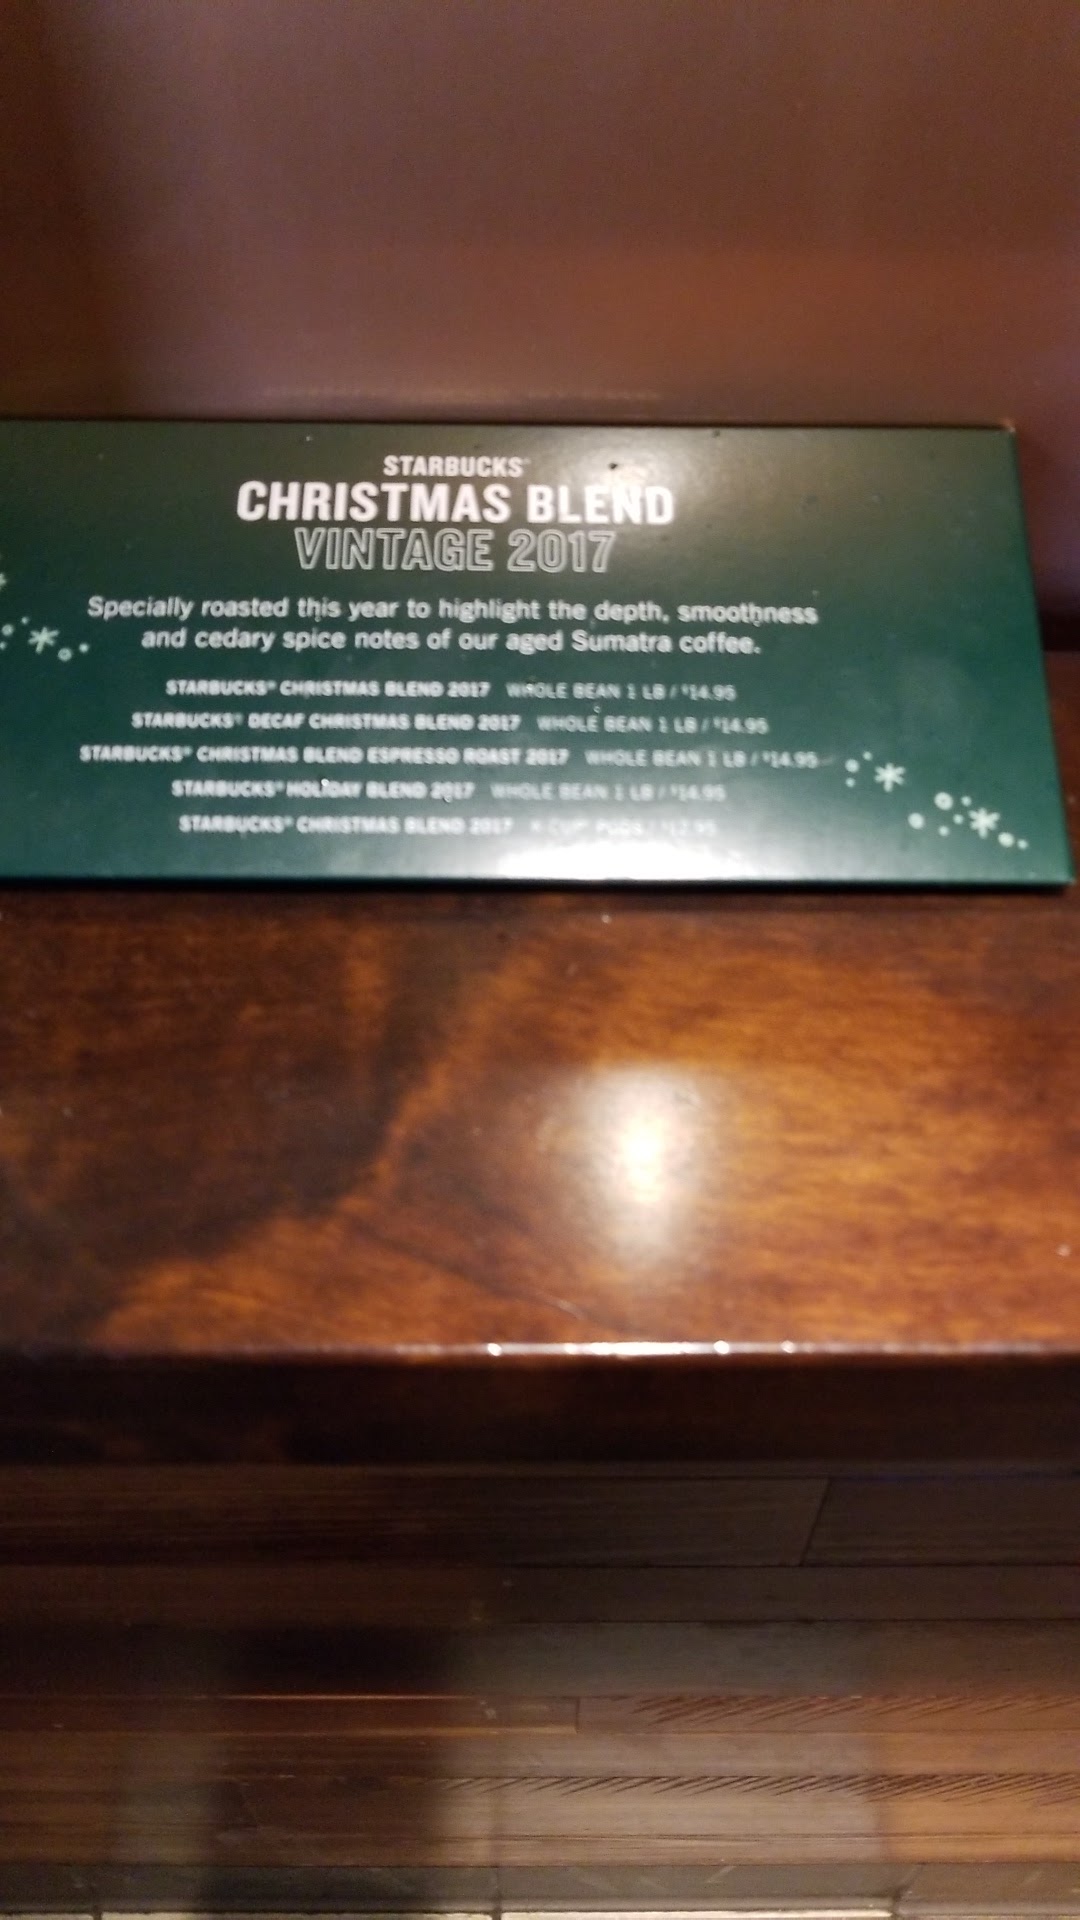 STARBUCKS®
CHRISTMAS BLEND
VINTAGE 2017
Specially roasted this year to highlight the depth, smoothness
and cedary spice notes of our aged Sumatra coffee.
STARBUCKS® CHRISTMAS BLEND 2017 WHOLE BEAN 1 LB / $14.95
STARBUCKS® DECAF CHRISTMAS BLEND 2017 WHOLE BEAN 1 LB / $14.95
STARBUCKS® CHRISTMAS BLEND ESPRESSO ROAST 2017 WHOLE BEAN 1 LB / $14.95
STARBUCKS® HOLIDAY BLEND 2017 WHOLE BEAN 1 LB / $14.95
STARBUCKS® CHRISTMAS BLEND 2017 K-CUP® PODS /